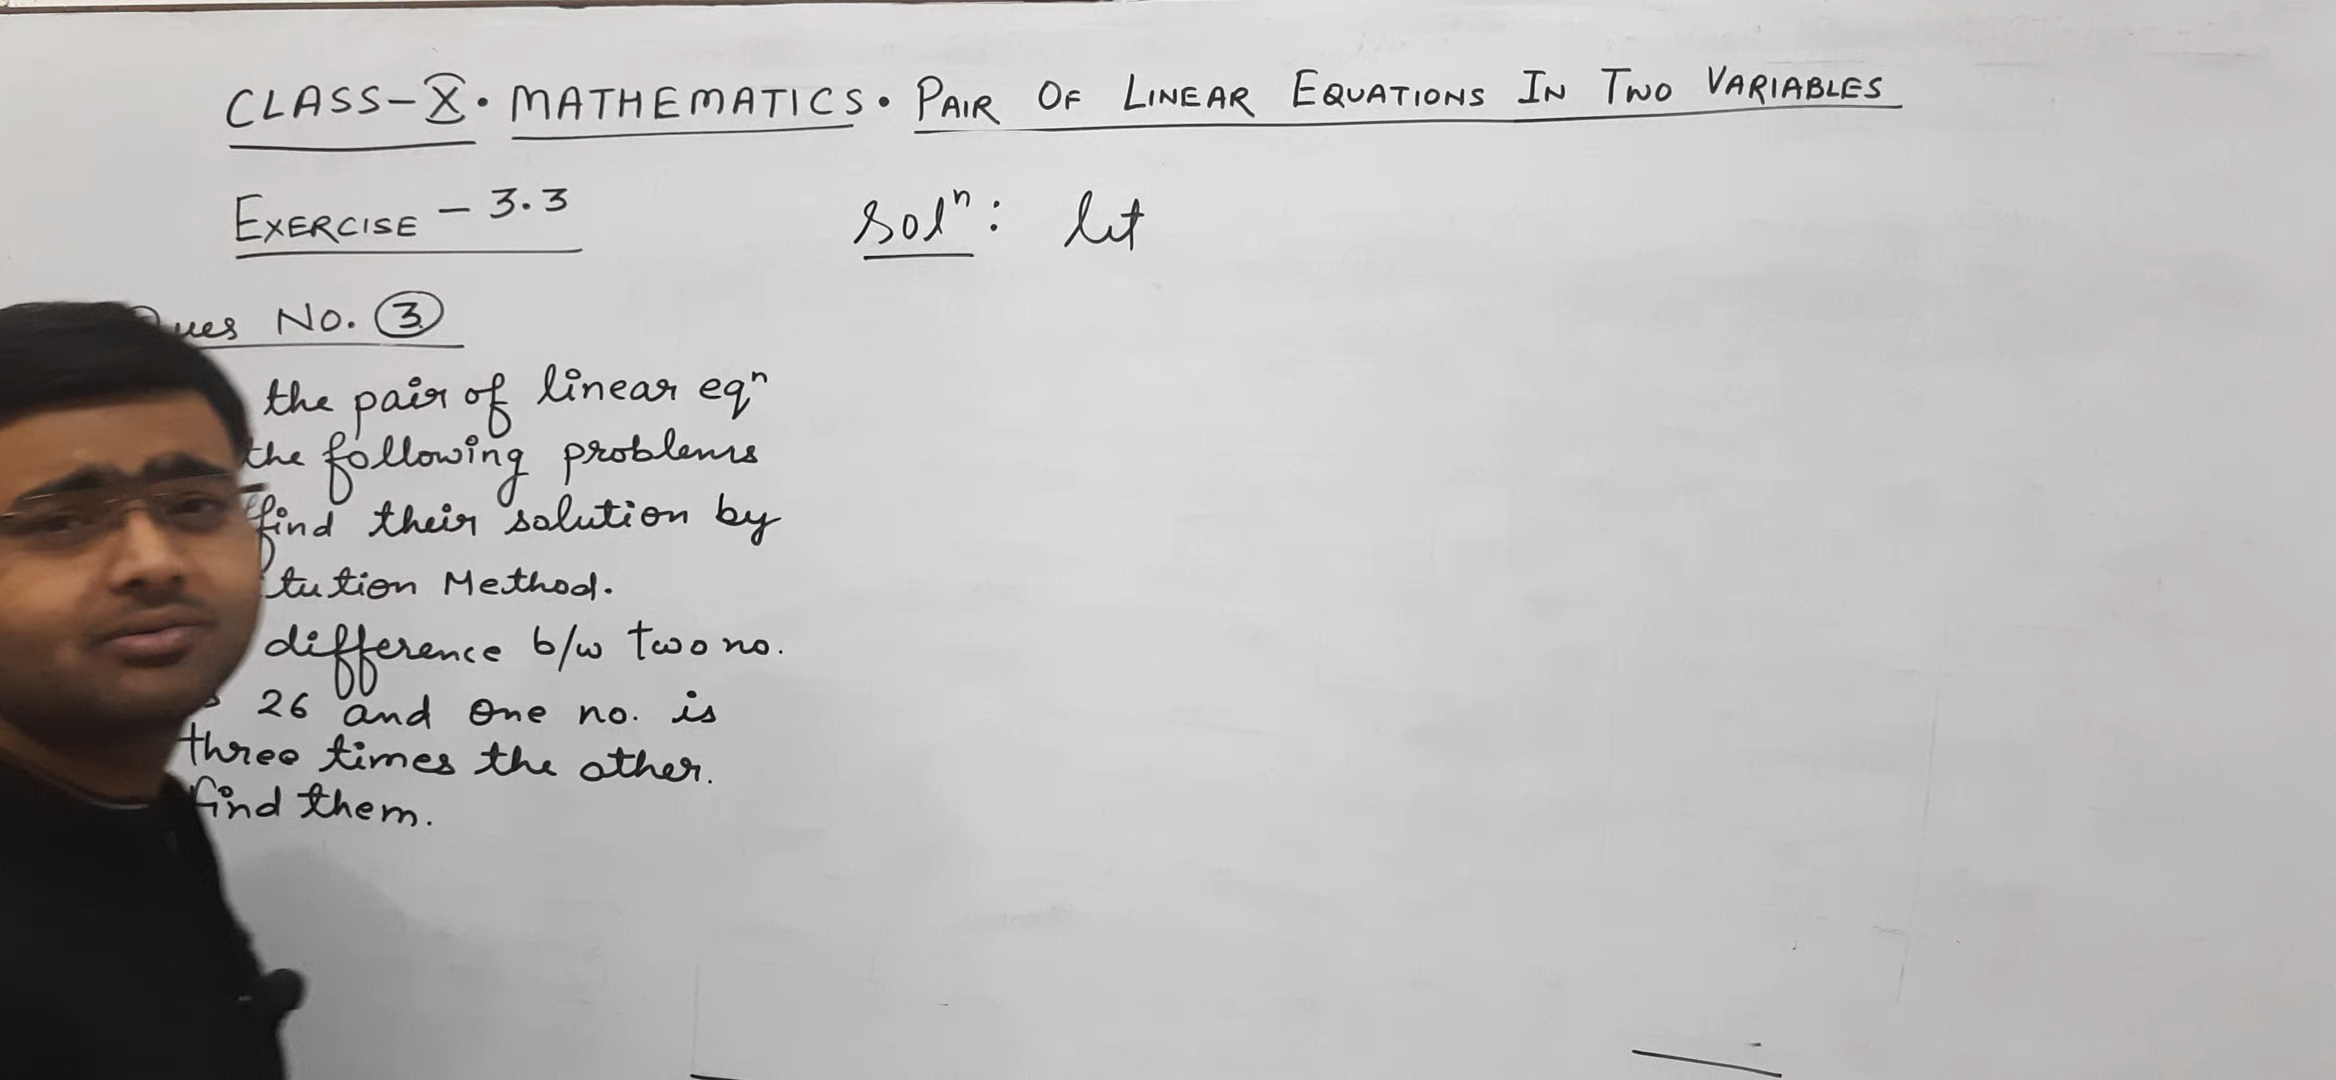 CLASS-X. MATHEMATICS. PAIR OF LINEAR EQUATIONS IN TWO VARIABLES
EXERCISE - 3.3
Solⁿ: let
No. 3
the pair of linear eqⁿ
the following problems
find their solution by
Method.
difference b/w two no.
26 and one no. is
three times the other.
find them.